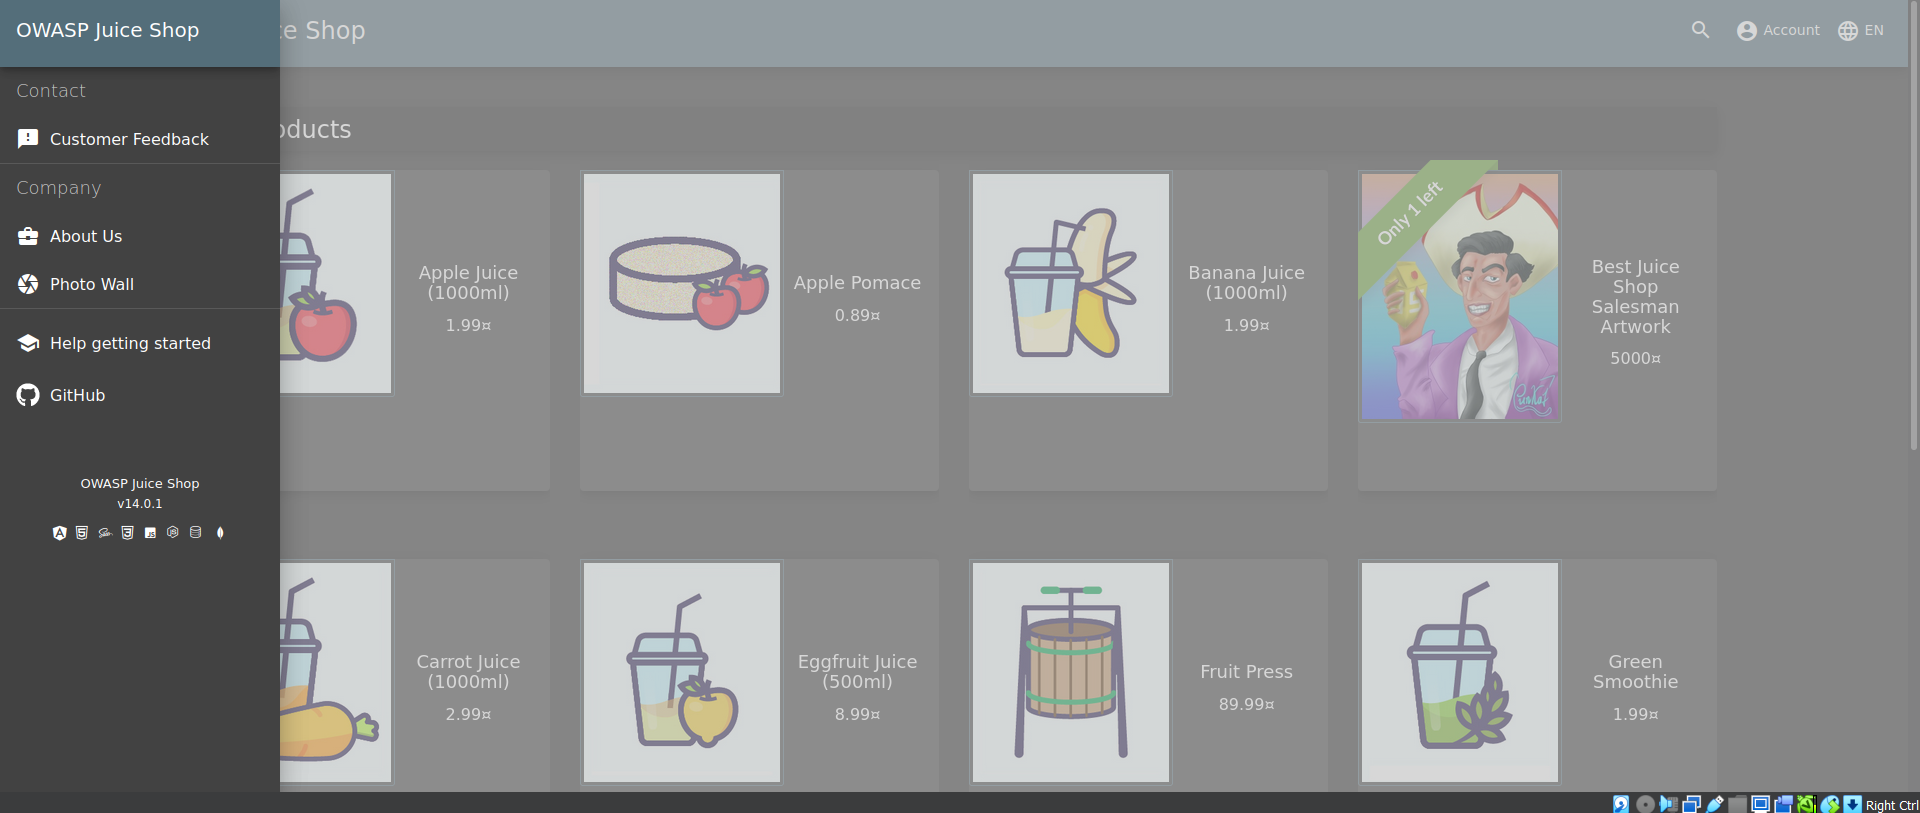 OWASP Juice Shop
ce Shop
Account
EN
Contact
Customer Feedback
Company
About Us
Photo Wall
Help getting started
GitHub
OWASP Juice Shop
v14.0.1
oducts
Apple Juice
(1000ml)
1.99¤
Apple Pomace
0.89¤
Banana Juice
(1000ml)
1.99¤
Only 1 left
Best Juice
Shop
Salesman
Artwork
5000¤
Carrot Juice
(1000ml)
2.99¤
Eggfruit Juice
(500ml)
8.99¤
Fruit Press
89.99¤
Green
Smoothie
1.99¤
Right Ctrl